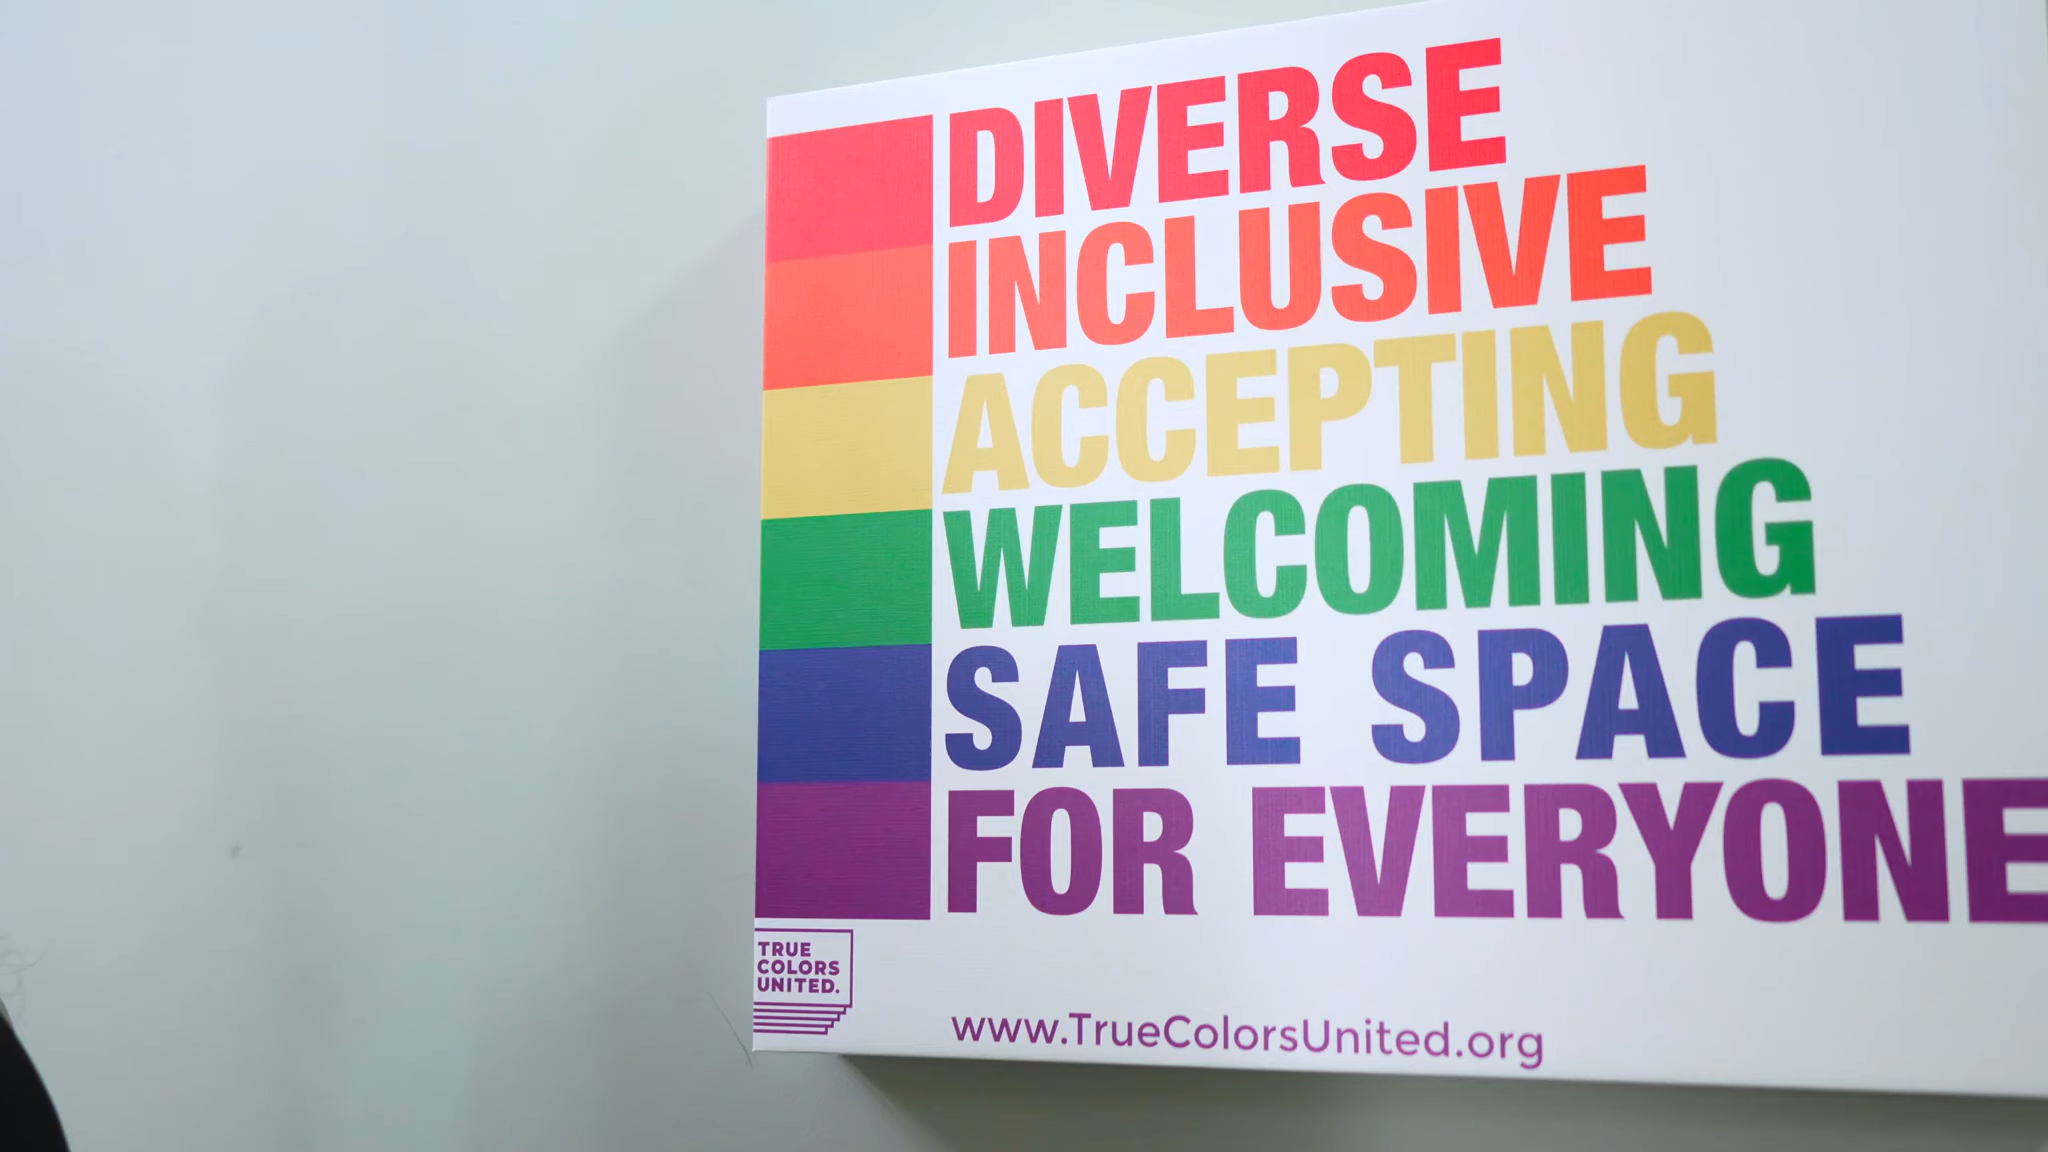 DIVERSE
INCLUSIVE
ACCEPTING
WELCOMING
SAFE SPACE
FOR EVERYONE
TRUE
COLORS
UNITED.
www.TrueColorsUnited.org